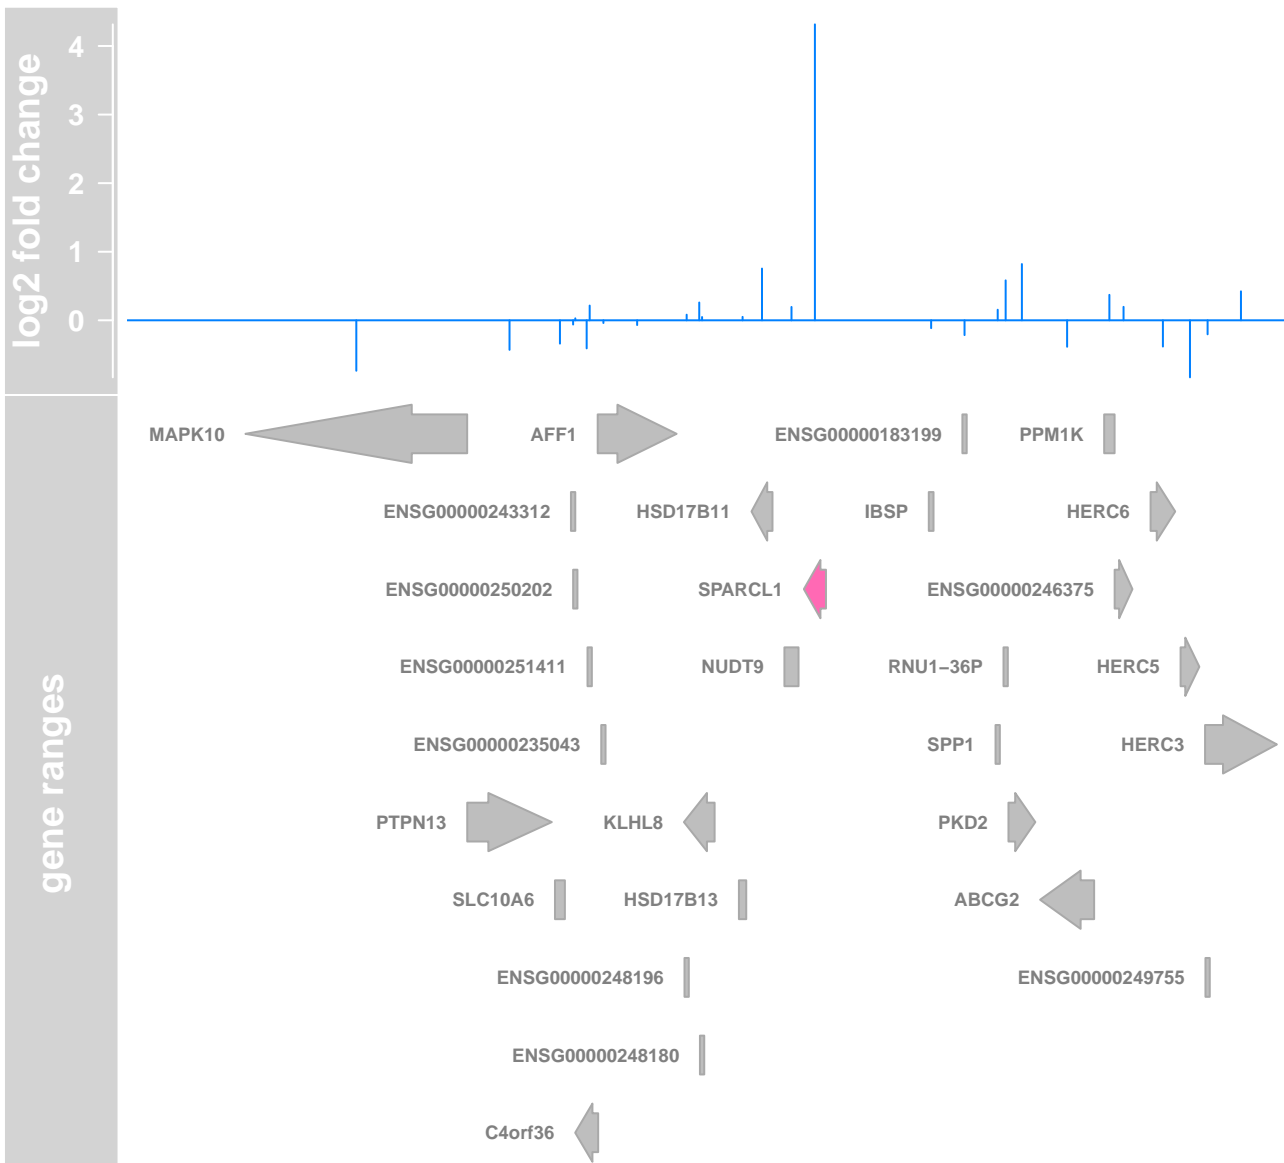 log2 fold change
4
3
2
1
0
gene ranges
MAPK10 AFF1 ENSG00000183199 PPM1K
ENSG00000243312 HSD17B11 IBSP HERC6
ENSG00000250202 SPARCL1 ENSG00000246375
ENSG00000251411 NUDT9 RNU1−36P HERC5
ENSG00000235043 SPP1 HERC3
PTPN13 KLHL8 PKD2
SLC10A6 HSD17B13 ABCG2
ENSG00000248196 ENSG00000249755
ENSG00000248180
C4orf36